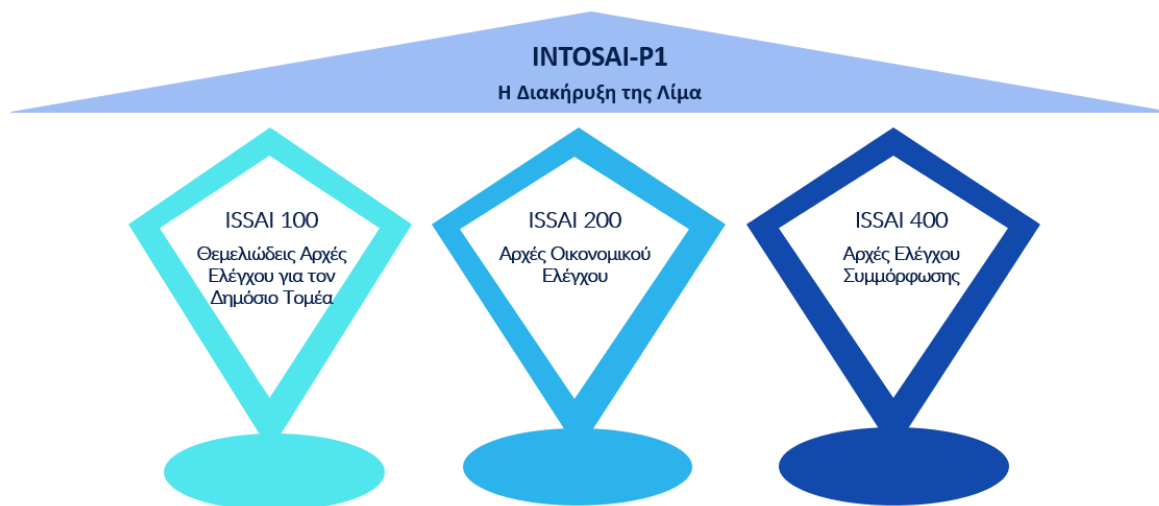 INTOSAI-P1
Η Διακήρυξη της Λίμα
ISSAI 100
Θεμελιώδεις Αρχές
Ελέγχου για τον
Δημόσιο Τομέα
ISSAI 200
Αρχές Οικονομικού
Ελέγχου
ISSAI 400
Αρχές Ελέγχου
Συμμόρφωσης